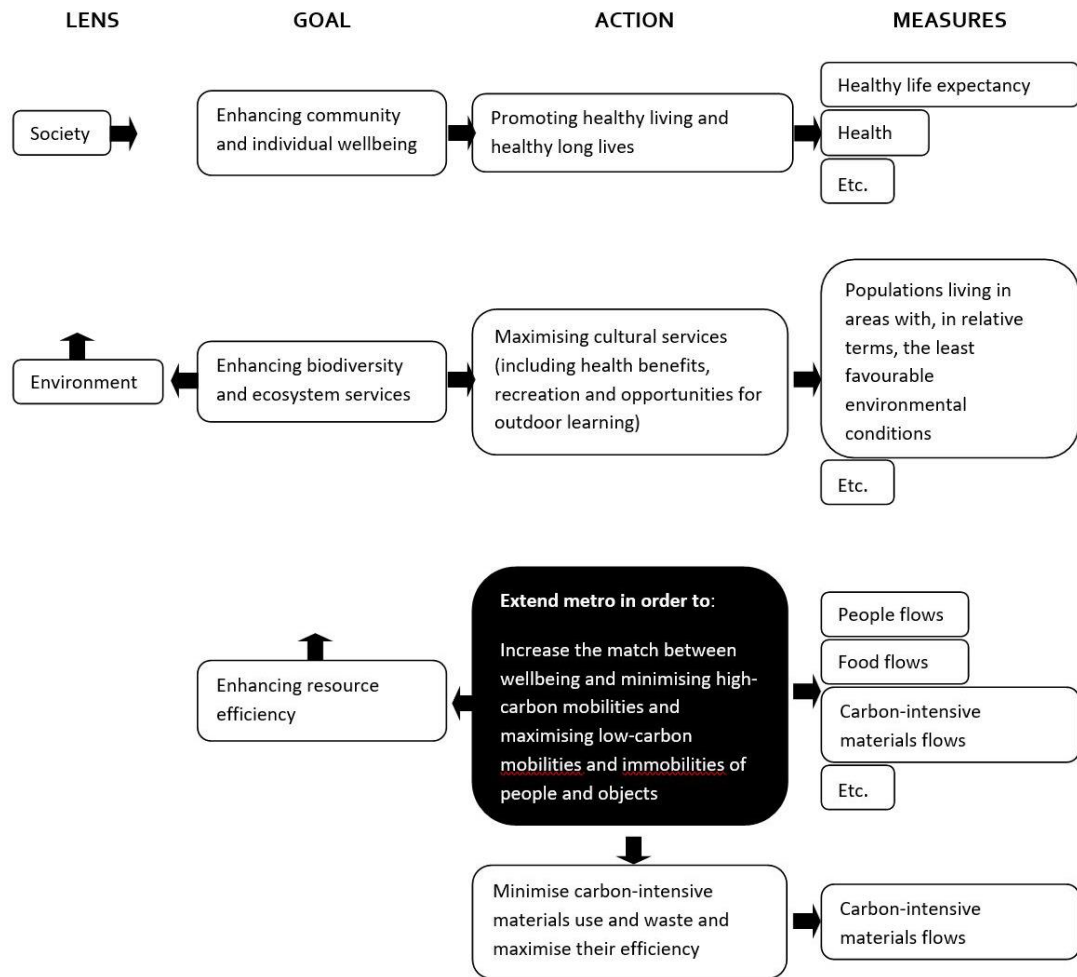 LENS
GOAL
ACTION
MEASURES
Society
Enhancing community
and individual wellbeing
Promoting healthy living and
healthy long lives
Healthy life expectancy
Health
Etc.
Environment
Enhancing biodiversity
and ecosystem services
Maximising cultural services
(including health benefits,
recreation and opportunities for
outdoor learning)
Populations living in
areas with, in relative
terms, the least
favourable
environmental
conditions
Etc.
Enhancing resource
efficiency
Extend metro in order to:
Increase the match between
wellbeing and minimising high-
carbon mobilities and
maximising low-carbon
mobilities and immobilities of
people and objects
People flows
Food flows
Carbon-intensive
materials flows
Etc.
Minimise carbon-intensive
materials use and waste and
maximise their efficiency
Carbon-intensive
materials flows